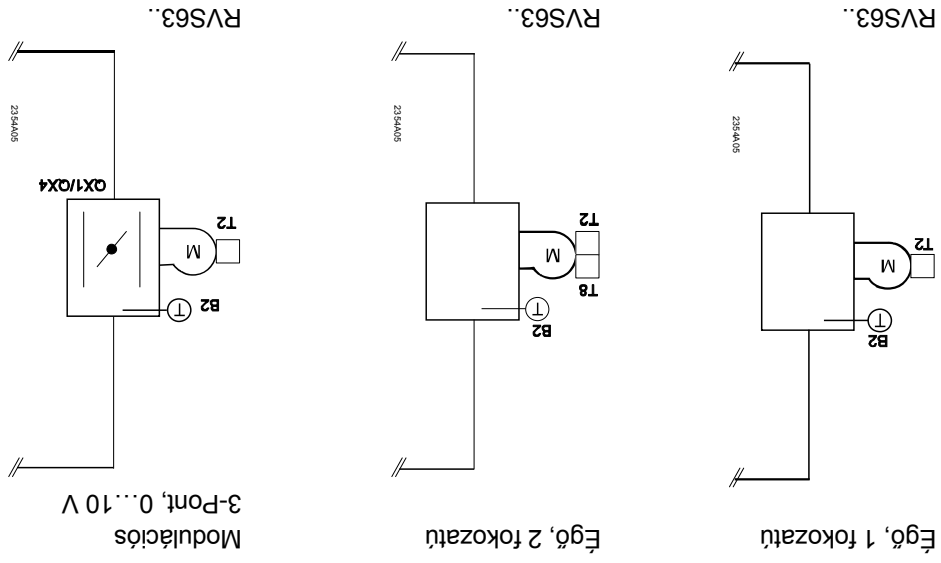 Égő, 1 fokozatú
B2
T
M
T2
2354A05
RVS63..
Égő, 2 fokozatú
B2
T
T8
M
T2
2354A05
RVS63..
Modulációs
3-Pont, 0…10 V
B2
T
M
T2
QX1/QX4
2354A05
RVS63..